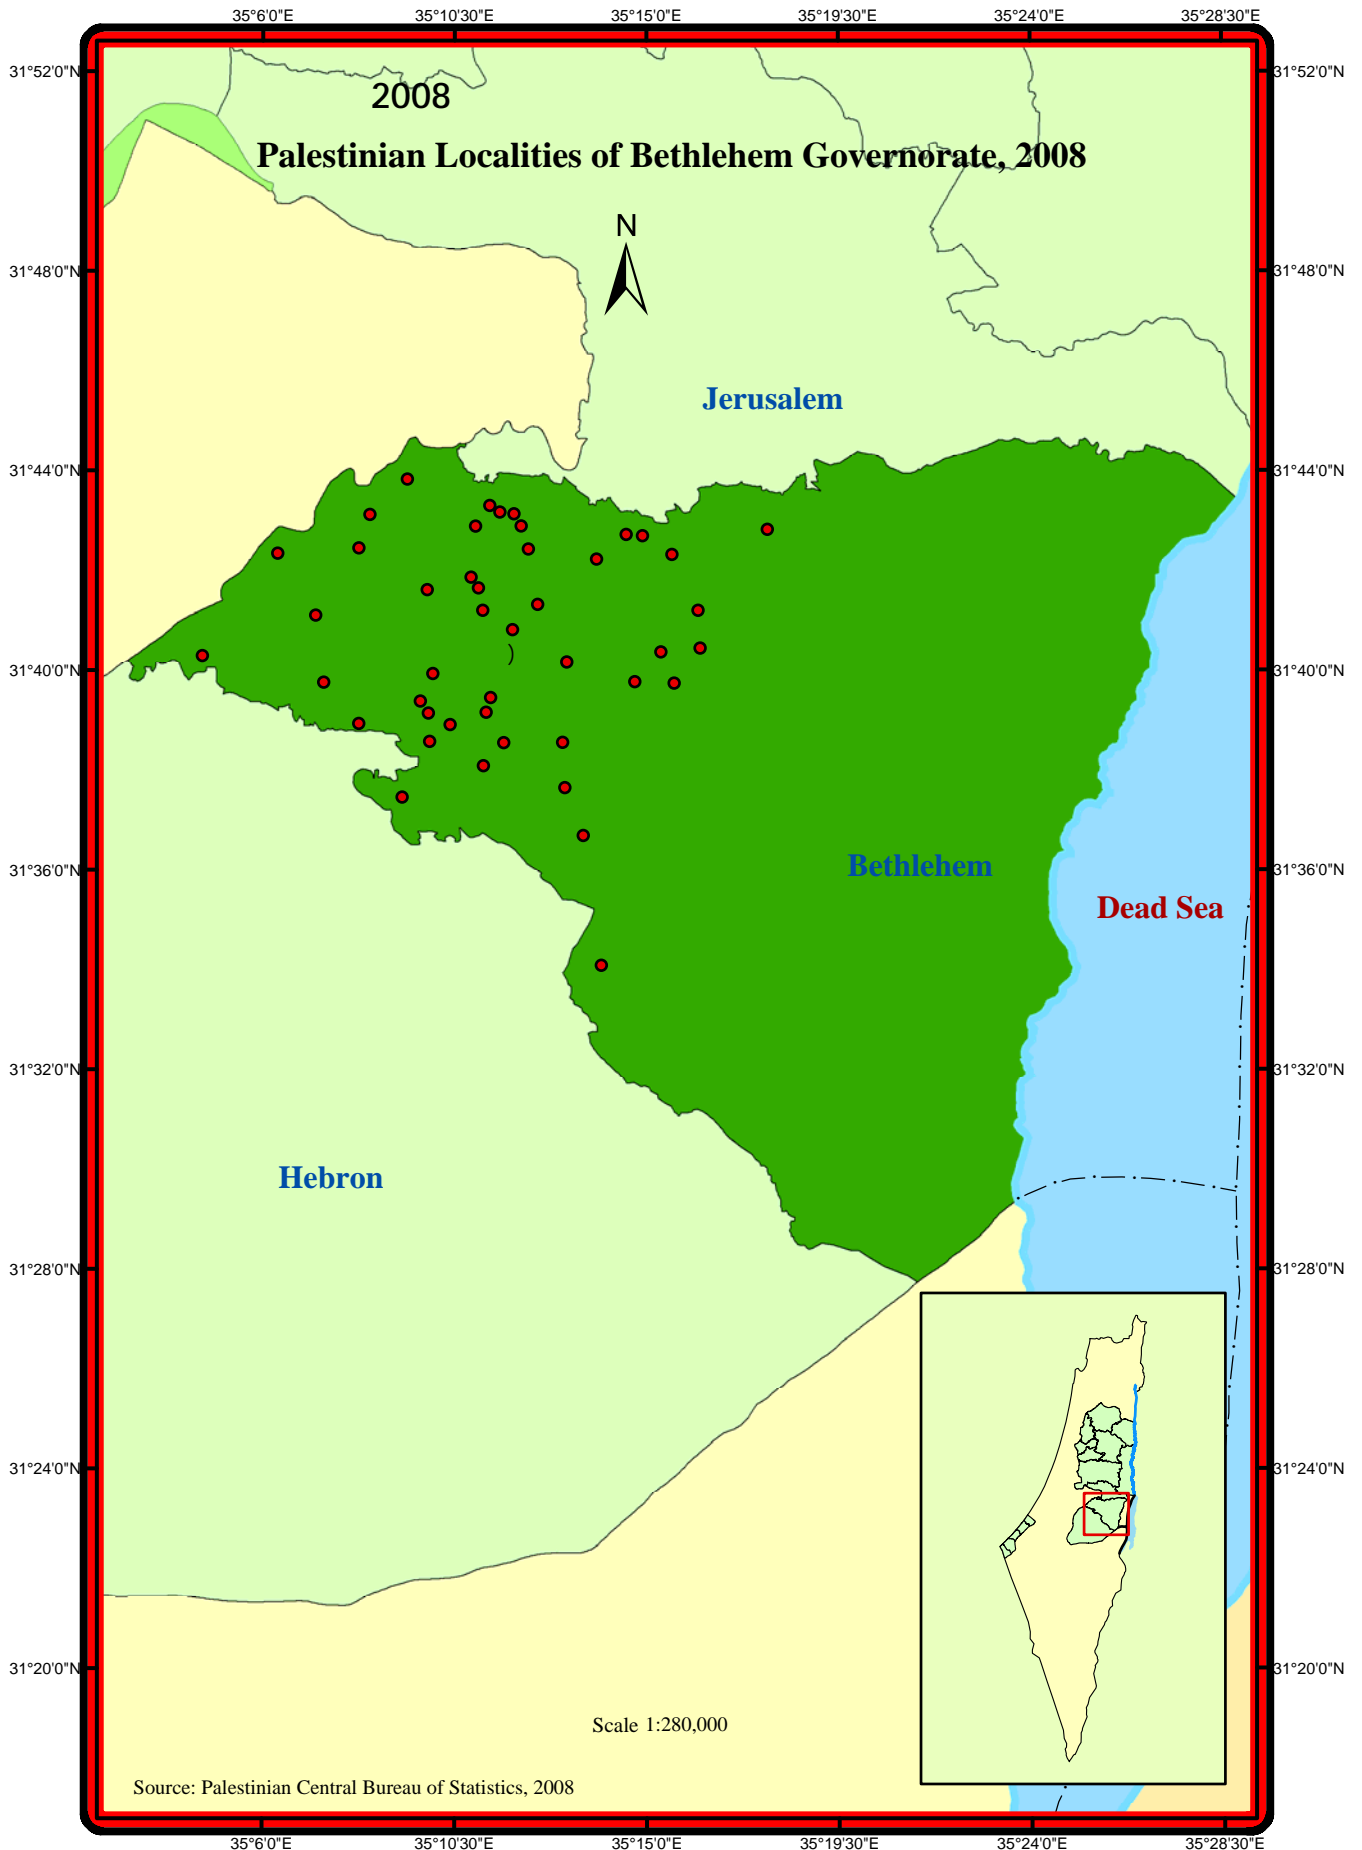 35°6'0"E 35°10'30"E 35°15'0"E 35°19'30"E 35°24'0"E 35°28'30"E
31°52'0"N 31°52'0"N
2008
Palestinian Localities of Bethlehem Governorate, 2008
N
31°48'0"N 31°48'0"N
Jerusalem
31°44'0"N 31°44'0"N
)
31°40'0"N 31°40'0"N
Bethlehem
31°36'0"N 31°36'0"N
Dead Sea
31°32'0"N 31°32'0"N
Hebron
31°28'0"N 31°28'0"N
31°24'0"N 31°24'0"N
31°20'0"N 31°20'0"N
Scale 1:280,000
Source: Palestinian Central Bureau of Statistics, 2008
35°6'0"E 35°10'30"E 35°15'0"E 35°19'30"E 35°24'0"E 35°28'30"E